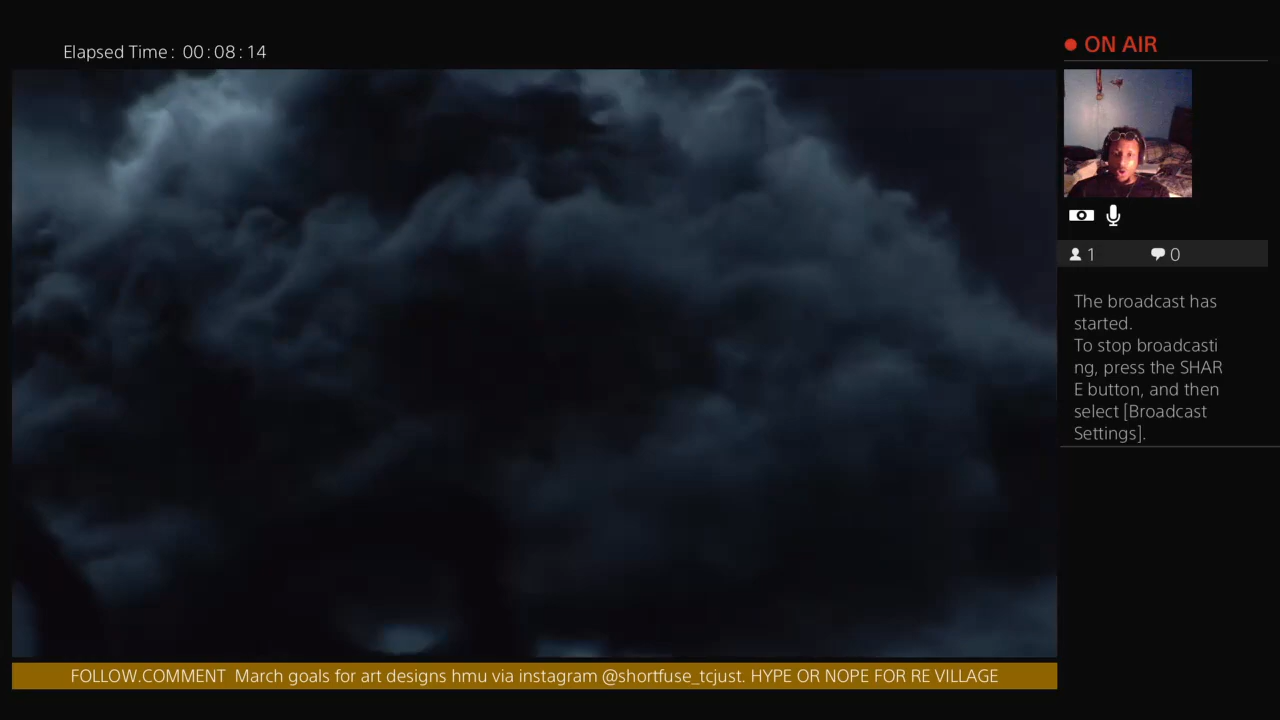 Elapsed Time: 00:08:14
ON AIR
1 0
The broadcast has
started.
To stop broadcasti
ng, press the SHAR
E button, and then
select [Broadcast
Settings].
FOLLOW.COMMENT March goals for art designs hmu via instagram @shortfuse_tcjust. HYPE OR NOPE FOR RE VILLAGE